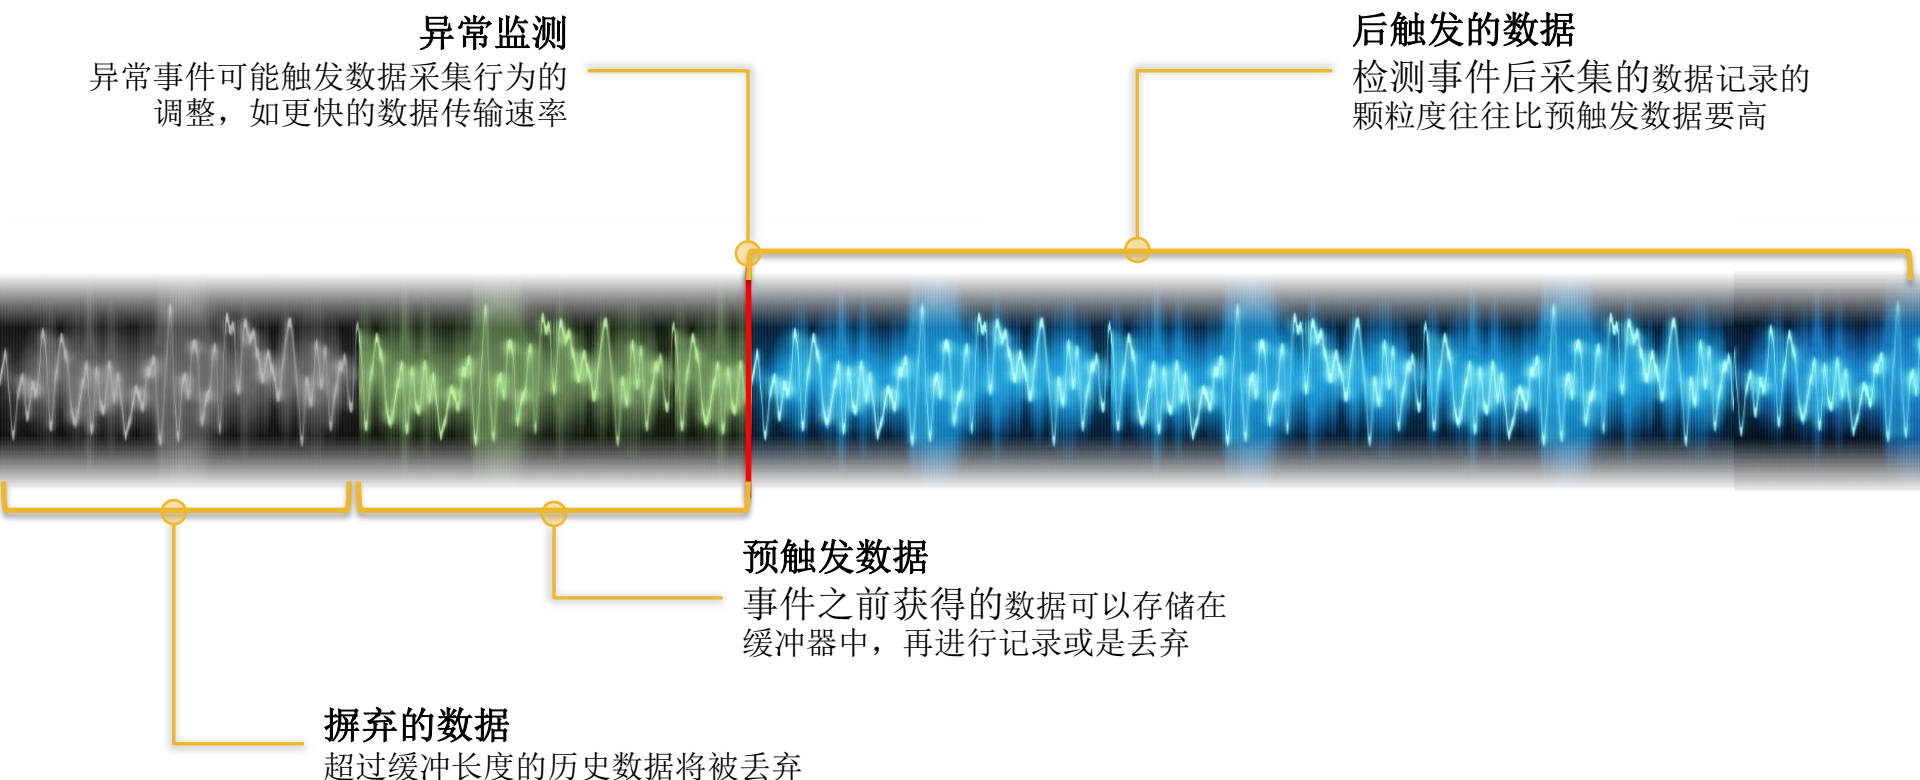 异常监测
异常事件可能触发数据采集行为的
调整，如更快的数据传输速率
后触发的数据
检测事件后采集的数据记录的
颗粒度往往比预触发数据要高
预触发数据
事件之前获得的数据可以存储在
缓冲器中，再进行记录或是丢弃
摒弃的数据
超过缓冲长度的历史数据将被丢弃